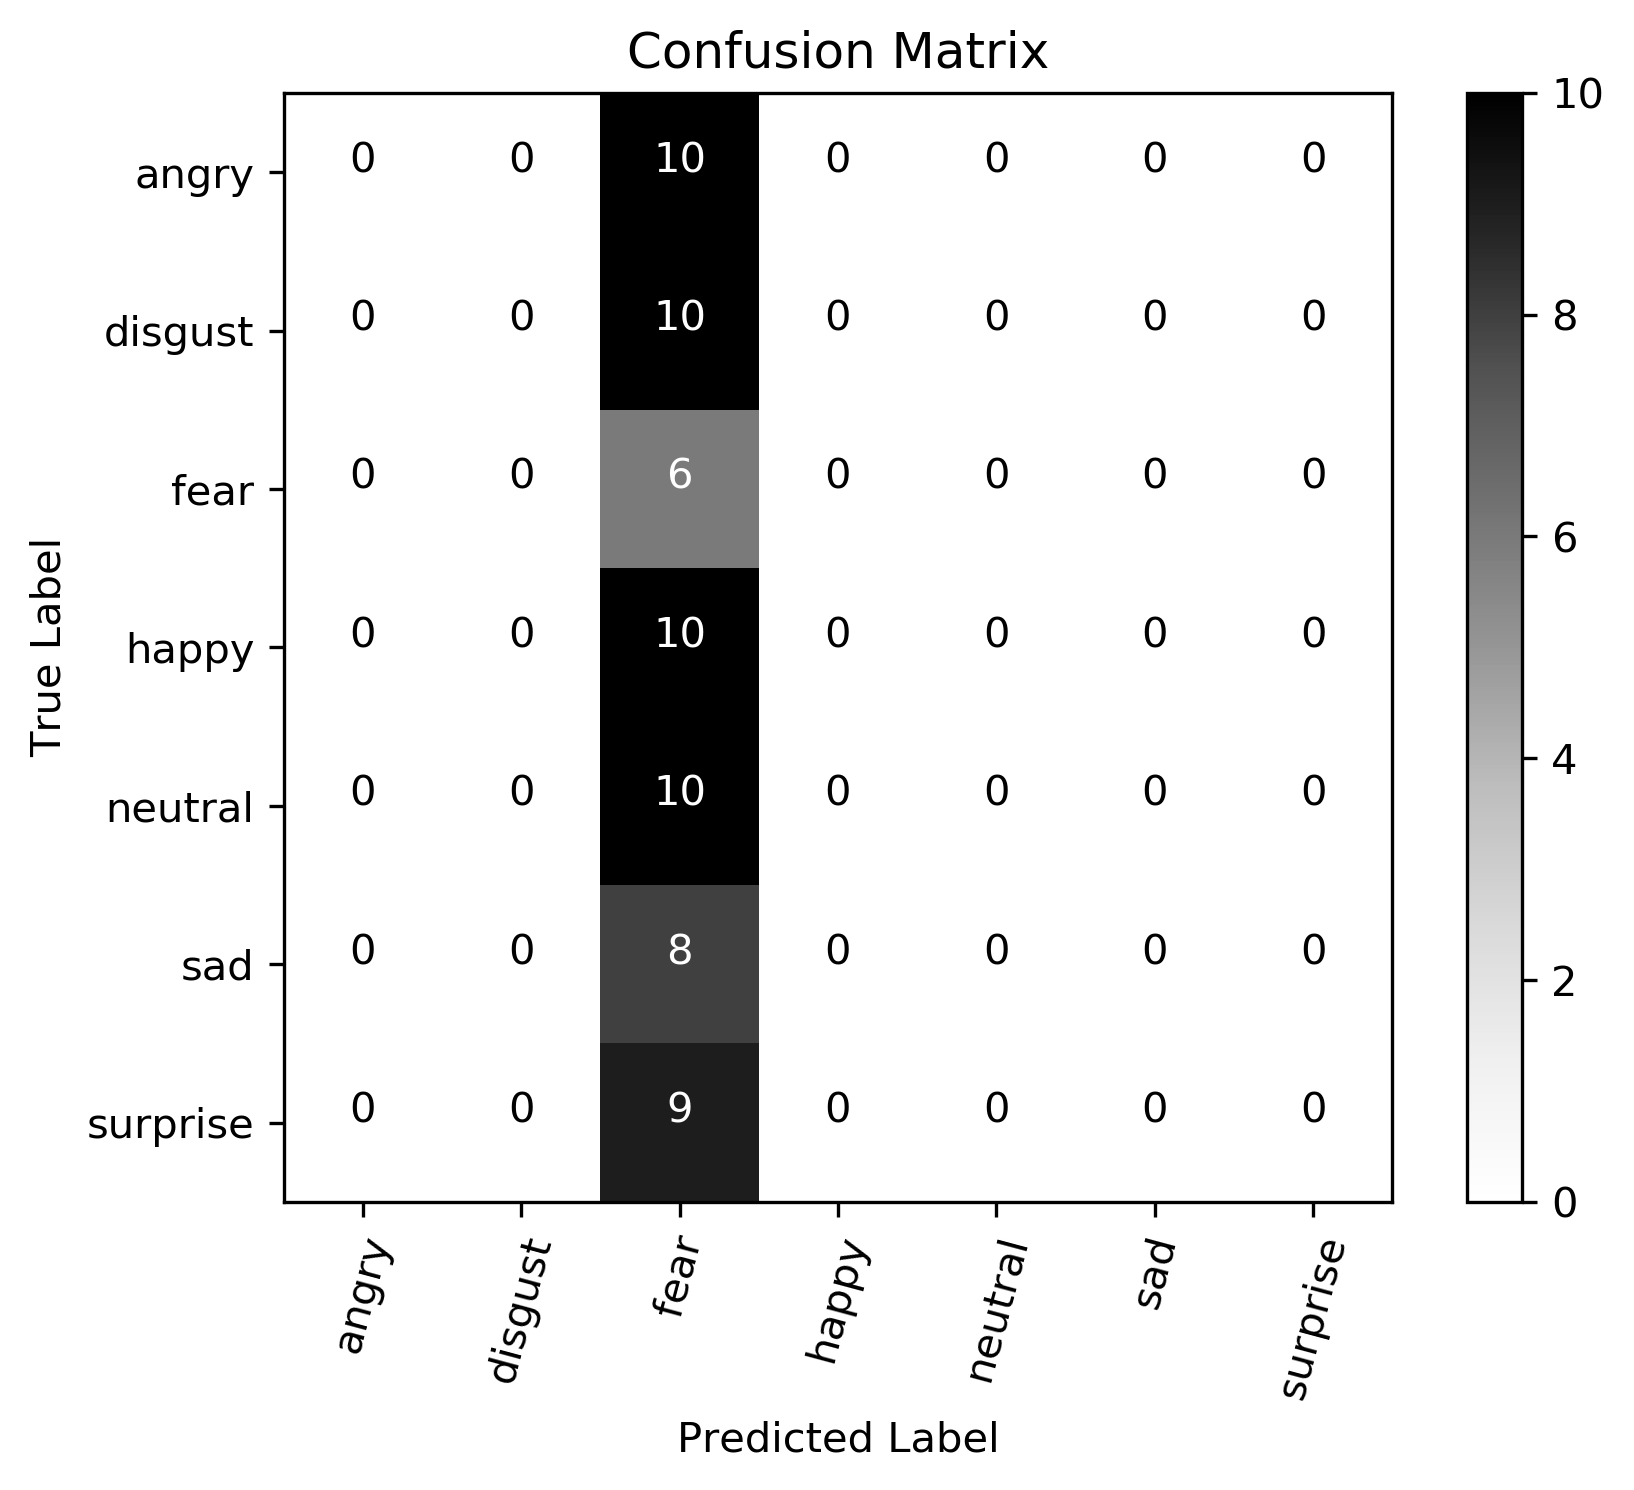 Confusion Matrix
angry 0 0 10 0 0 0 0
disgust 0 0 10 0 0 0 0
fear 0 0 6 0 0 0 0
happy 0 0 10 0 0 0 0
neutral 0 0 10 0 0 0 0
sad 0 0 8 0 0 0 0
surprise 0 0 9 0 0 0 0
angry disgust fear happy neutral sad surprise
Predicted Label
True Label
10
8
6
4
2
0